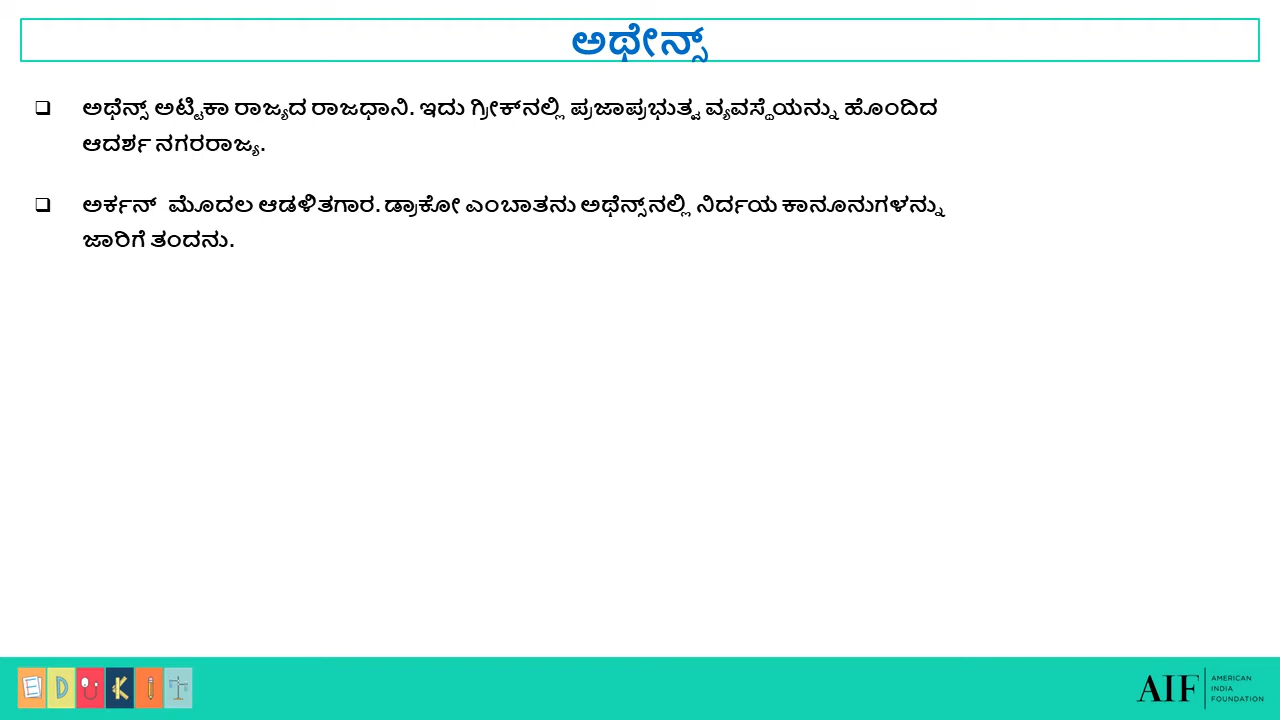 ಅಥೇನ್ಸ್
❑ ಅಥೆನ್ಸ್ ಅಟ್ಟಿಕಾ ರಾಜ್ಯದ ರಾಜಧಾನಿ. ಇದು ಗ್ರೀಕ್‌ನಲ್ಲಿ ಪ್ರಜಾಪ್ರಭುತ್ವ ವ್ಯವಸ್ಥೆಯನ್ನು ಹೊಂದಿದ
ಆದರ್ಶ ನಗರರಾಜ್ಯ.
❑ ಅರ್ಕನ್ ಮೊದಲ ಆಡಳಿತಗಾರ. ಡ್ರಾಕೋ ಎಂಬಾತನು ಅಥೆನ್ಸ್‌ನಲ್ಲಿ ನಿರ್ದಯ ಕಾನೂನುಗಳನ್ನು
ಜಾರಿಗೆ ತಂದನು.
EDUKIT
AIF AMERICAN
INDIA
FOUNDATION